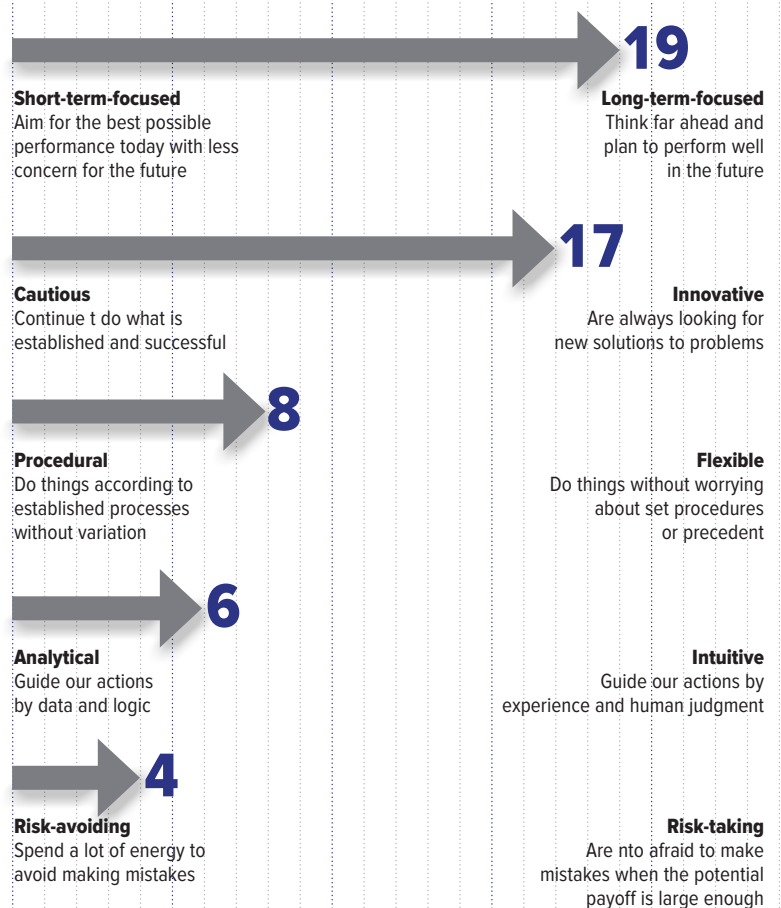 19
Short-term-focused
Aim for the best possible
performance today with less
concern for the future
Long-term-focused
Think far ahead and
plan to perform well
in the future
17
Cautious
Continue t do what is
established and successful
Innovative
Are always looking for
new solutions to problems
8
Procedural
Do things according to
established processes
without variation
Flexible
Do things without worrying
about set procedures
or precedent
6
Analytical
Guide our actions
by data and logic
Intuitive
Guide our actions by
experience and human judgment
4
Risk-avoiding
Spend a lot of energy to
avoid making mistakes
Risk-taking
Are nto afraid to make
mistakes when the potential
payoff is large enough